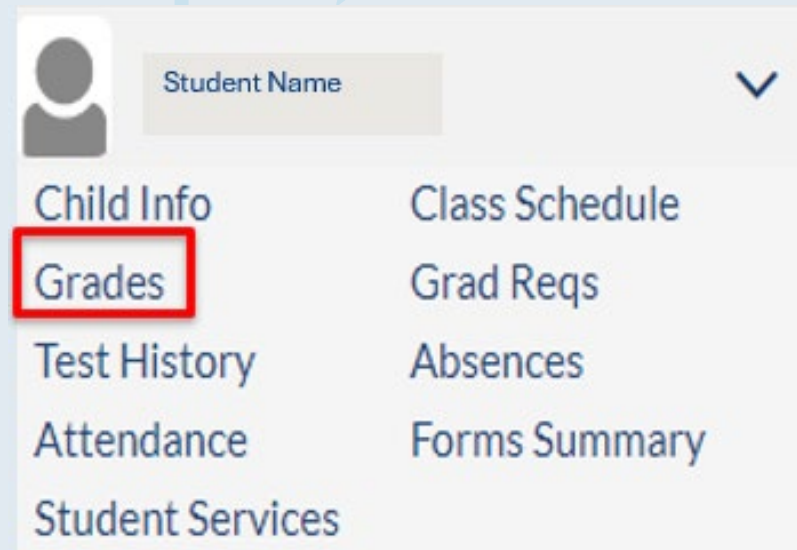 Student Name
Child Info
Class Schedule
Grades
Grad Reqs
Test History
Absences
Attendance
Forms Summary
Student Services